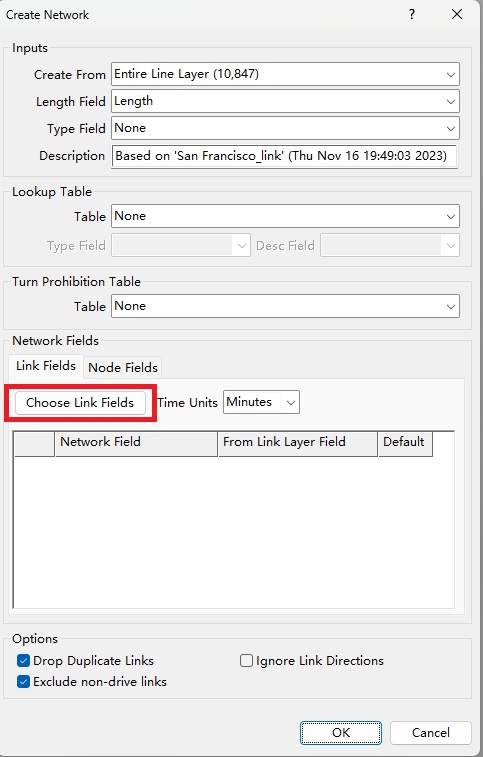 Create Network
?
Inputs
Create From Entire Line Layer (10,847)
Length Field Length
Type Field None
Description Based on 'San Francisco_link' (Thu Nov 16 19:49:03 2023)
Lookup Table
Table None
Type Field Desc Field
Turn Prohibition Table
Table None
Network Fields
Link Fields Node Fields
Choose Link Fields Time Units Minutes
Network Field From Link Layer Field Default
Options
Drop Duplicate Links Ignore Link Directions
Exclude non-drive links
OK Cancel